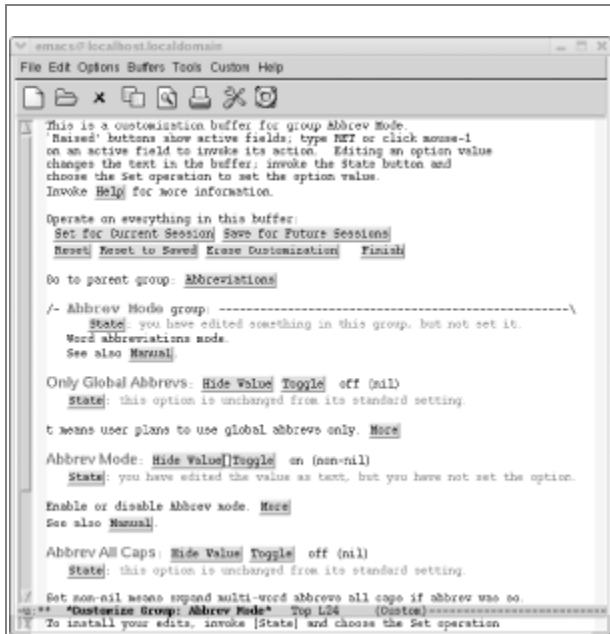 emacs@localhost.localdomain
File Edit Options Buffers Tools Custom Help
This is a customization buffer for group Abbrev Mode.
`Raised' buttons show active fields; type RET or click mouse-1
on an active field to invoke its action. Editing an option value
changes the text in the buffer; invoke the State button and
choose the Set operation to set the option value.
Invoke Help for more information.
Operate on everything in this buffer:
Set for Current Session Save for Future Sessions
Reset Reset to Saved Erase Customization Finish
Go to parent group: Abbreviations
/- Abbrev Mode group: ------------------------------------------------------\
State: you have edited something in this group, but not set it.
Word abbreviations mode.
See also Manual.
Only Global Abbrevs: Hide Value Toggle off (nil)
State: this option is unchanged from its standard setting.
t means user plans to use global abbrevs only. More
Abbrev Mode: Hide Value Toggle on (non-nil)
State: you have edited the value as text, but you have not set the option.
Enable or disable Abbrev mode. More
See also Manual.
Abbrev All Caps: Hide Value Toggle off (nil)
State: this option is unchanged from its standard setting.
Set non-nil means expand multi-word abbrevs all caps if abbrev was so.
-u:** *Customize Group: Abbrev Mode* Top L24 (Custom)------------------------
To install your edits, invoke [State] and choose the Set operation